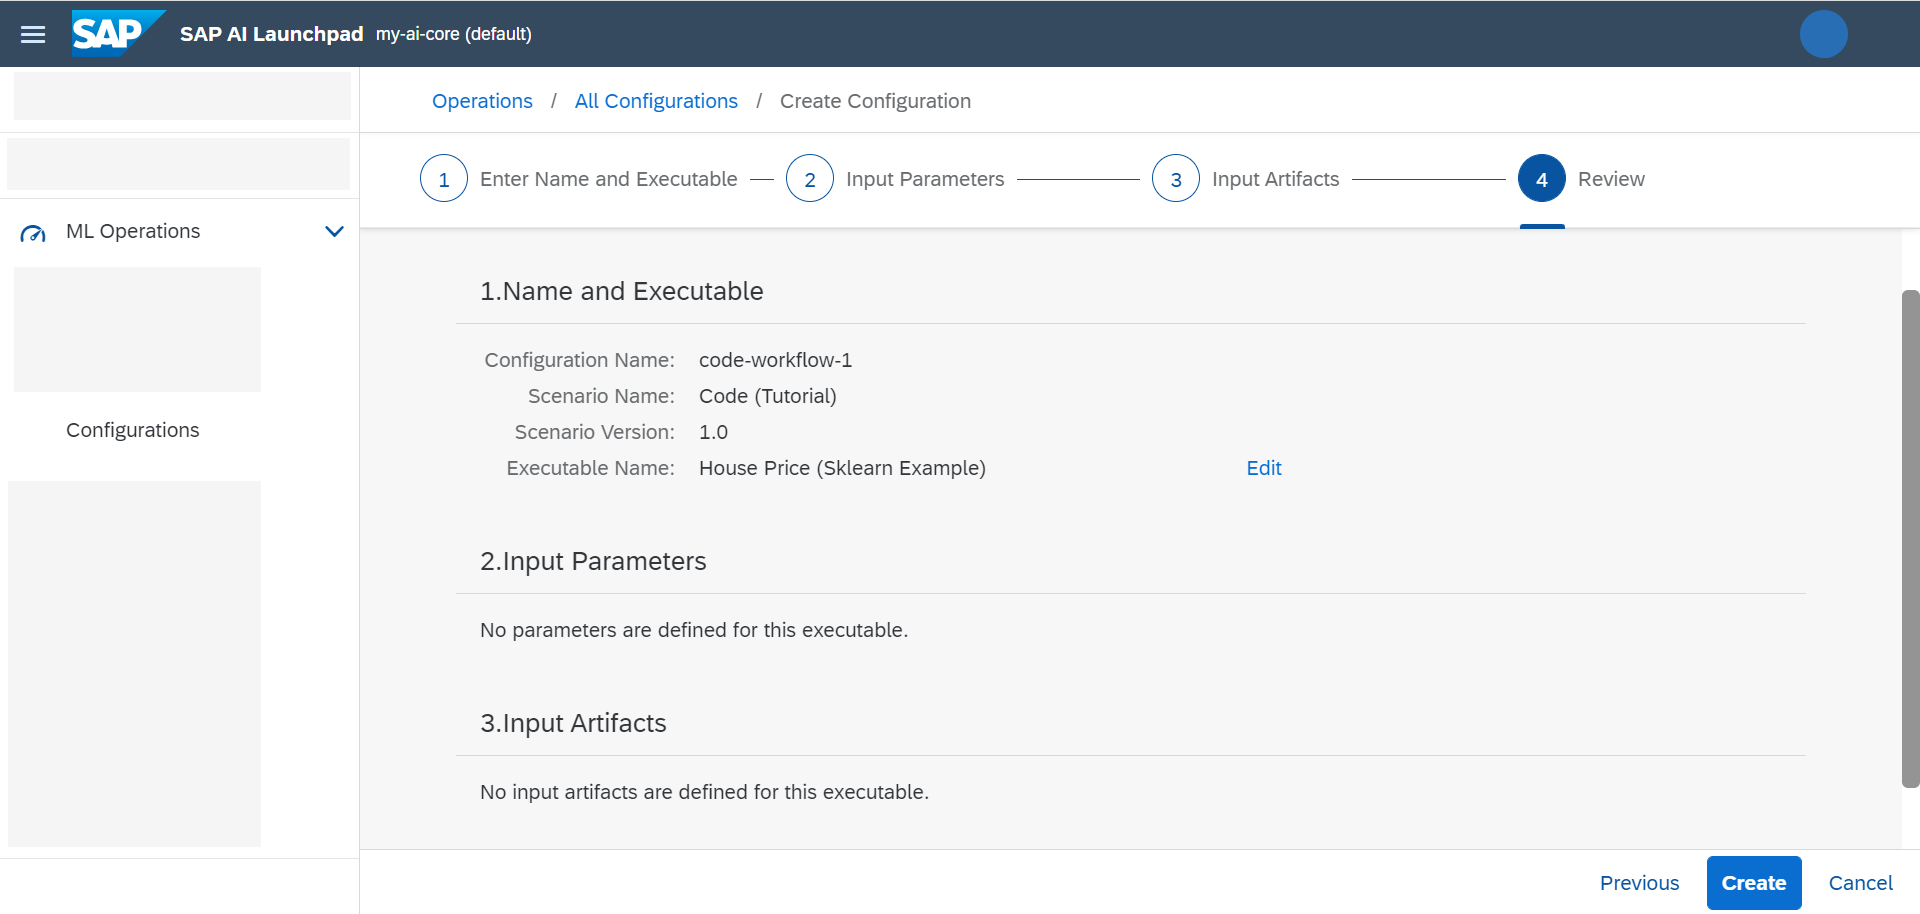 SAP SAP AI Launchpad my-ai-core (default)
Operations / All Configurations / Create Configuration
1 Enter Name and Executable 2 Input Parameters 3 Input Artifacts 4 Review
ML Operations
Configurations
1.Name and Executable
Configuration Name: code-workflow-1
Scenario Name: Code (Tutorial)
Scenario Version: 1.0
Executable Name: House Price (Sklearn Example) Edit
2.Input Parameters
No parameters are defined for this executable.
3.Input Artifacts
No input artifacts are defined for this executable.
Previous Create Cancel